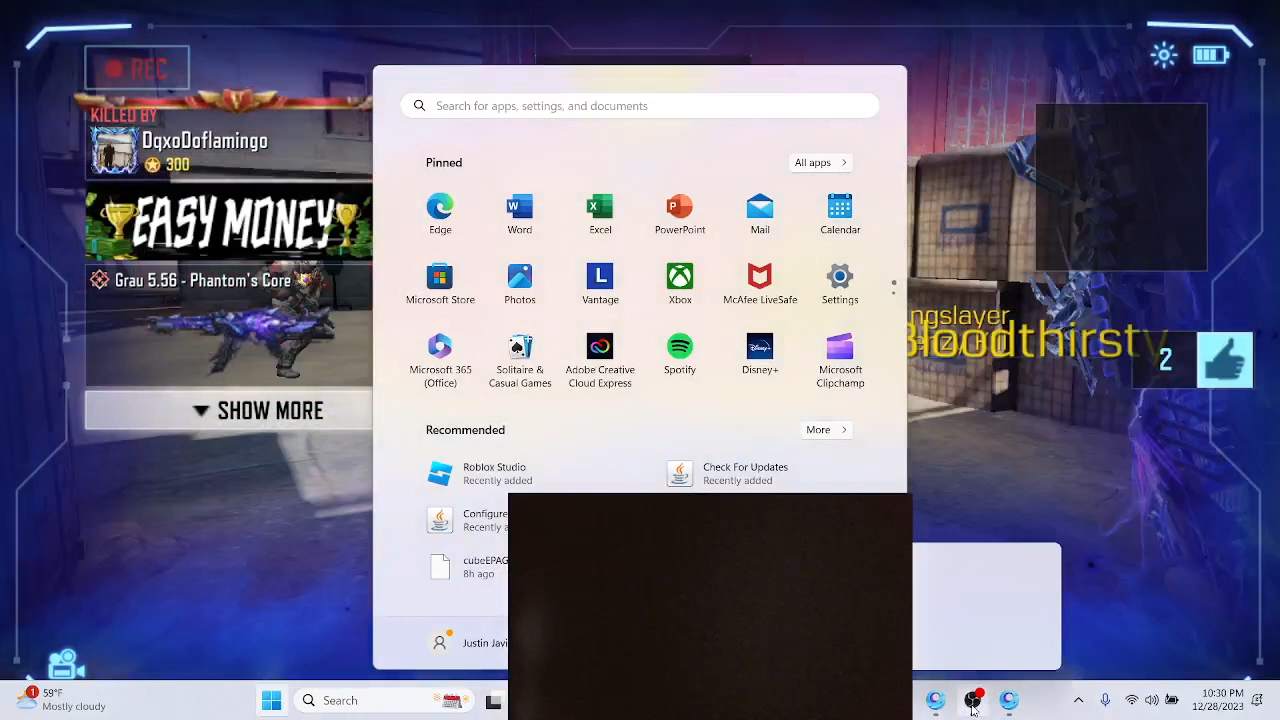 REC
KILLED BY
DqxoDoflamingo
300
EASY MONEY
Grau 5.56 - Phantom's Core
SHOW MORE
Search for apps, settings, and documents
Pinned
All apps
Edge
Word
Excel
PowerPoint
Mail
Calendar
Microsoft Store
Photos
Vantage
Xbox
McAfee LiveSafe
Settings
Microsoft 365
(Office)
Solitaire &
Casual Games
Adobe Creative
Cloud Express
Spotify
Disney+
Microsoft
Clipchamp
Recommended
More
Roblox Studio
Recently added
Check For Updates
Recently added
Configure
Recently a
cubeEPAG
8h ago
Justin Javi
ngslayer
Bloodthirsty
2
1
59°F
Mostly cloudy
Search
10:30 PM
12/28/2023